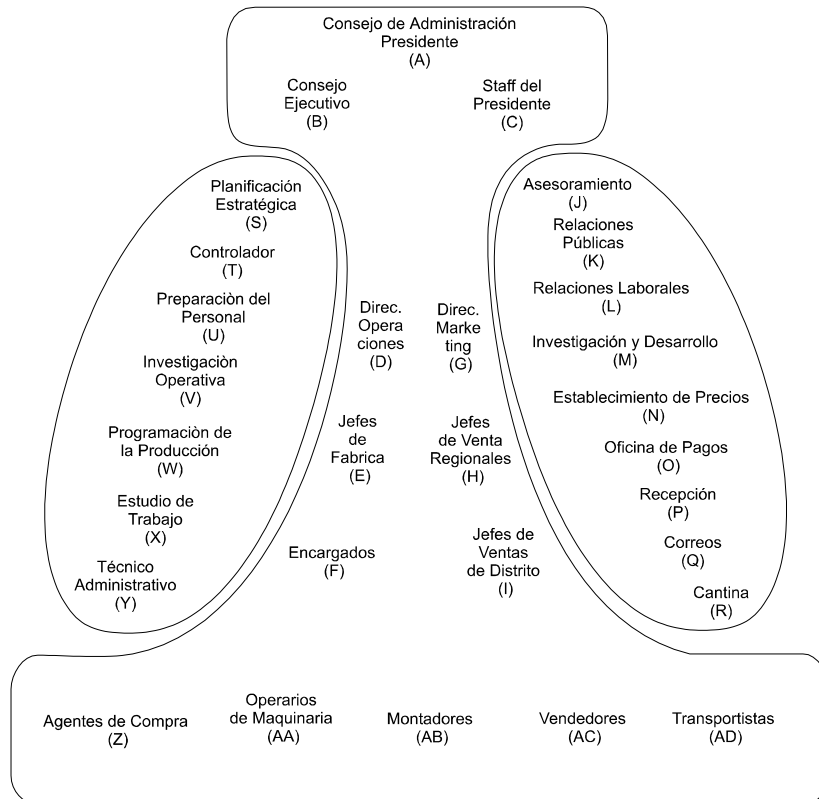 Consejo de Administración
Presidente
(A)
Consejo
Ejecutivo
(B)
Staff del
Presidente
(C)
Planificación
Estratégica
(S)
Controlador
(T)
Preparaciòn del
Personal
(U)
Investigaciòn
Operativa
(V)
Programaciòn de
la Producción
(W)
Estudio de
Trabajo
(X)
Técnico
Administrativo
(Y)
Direc.
Opera
ciones
(D)
Jefes
de
Fabrica
(E)
Encargados
(F)
Direc.
Marke
ting
(G)
Jefes
de Venta
Regionales
(H)
Jefes de
Ventas
de Distrito
(I)
Asesoramiento
(J)
Relaciones
Públicas
(K)
Relaciones Laborales
(L)
Investigación y Desarrollo
(M)
Establecimiento de Precios
(N)
Oficina de Pagos
(O)
Recepción
(P)
Correos
(Q)
Cantina
(R)
Agentes de Compra
(Z)
Operarios
de Maquinaria
(AA)
Montadores
(AB)
Vendedores
(AC)
Transportistas
(AD)